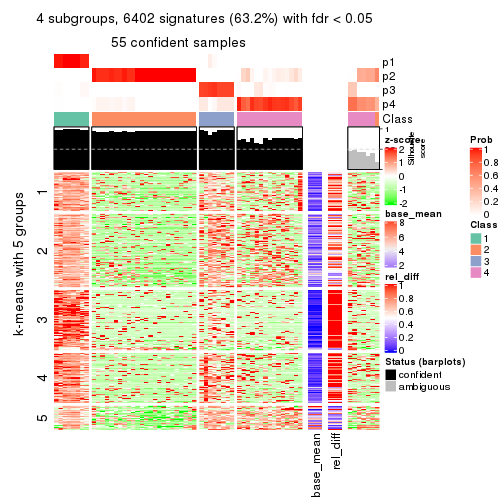 4 subgroups, 6402 signatures (63.2%) with fdr < 0.05
55 confident samples
p1
p2
p3
p4
Class
1
Silhouette
score
k-means with 5 groups
1
2
3
4
5
base_mean
rel_diff
z-score
2
1
0
-1
-2
base_mean
8
6
4
2
rel_diff
1
0.8
0.6
0.4
0.2
0
Status (barplots)
confident
ambiguous
Prob
1
0.8
0.6
0.4
0.2
0
Class
1
2
3
4